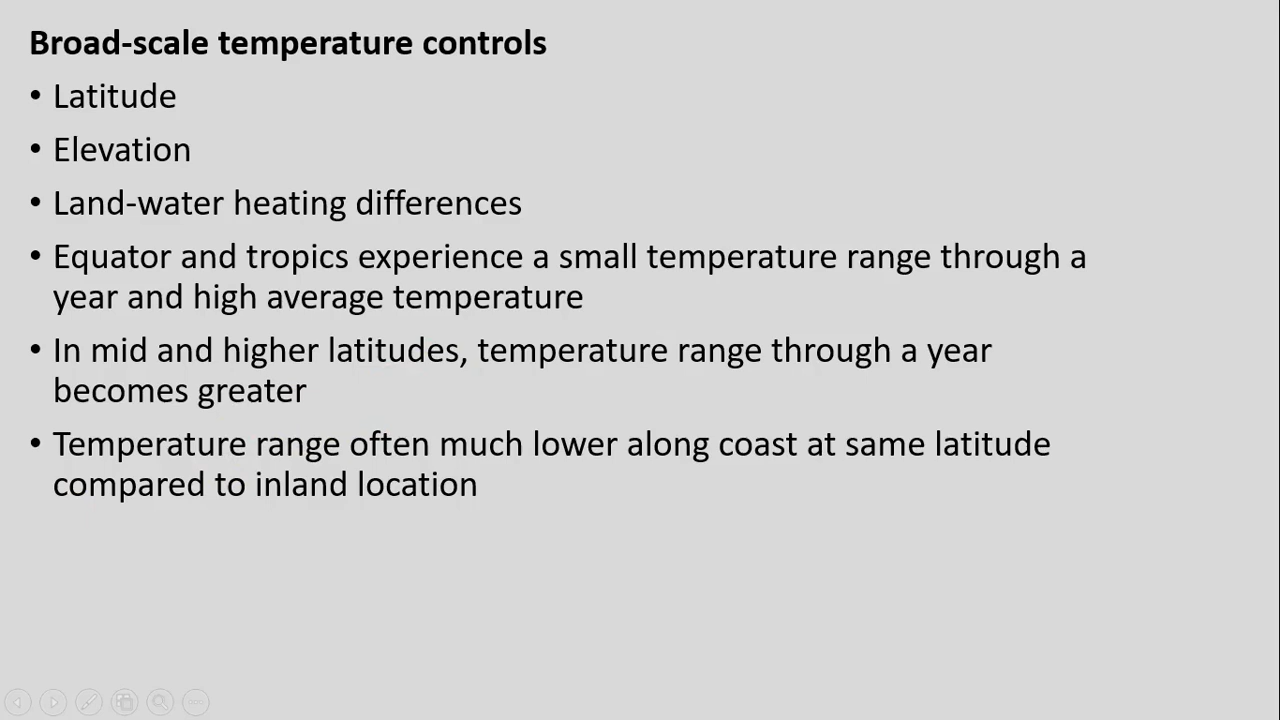 Broad-scale temperature controls
• Latitude
• Elevation
• Land-water heating differences
• Equator and tropics experience a small temperature range through a
year and high average temperature
• In mid and higher latitudes, temperature range through a year
becomes greater
• Temperature range often much lower along coast at same latitude
compared to inland location